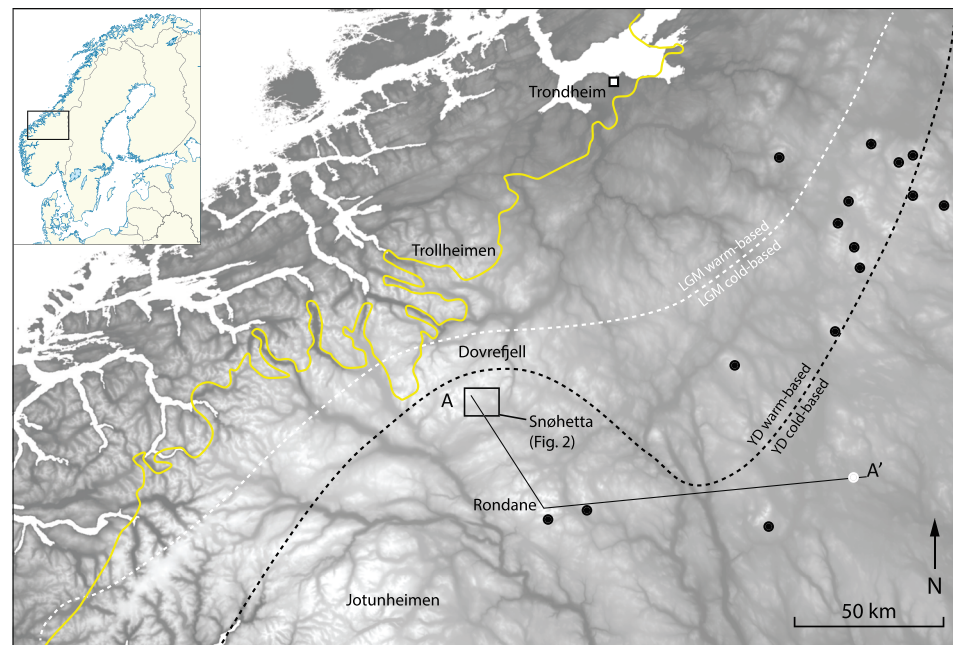 Trondheim
Trollheimen
LGM warm-based
LGM cold-based
Dovrefjell
A
Snøhetta
(Fig. 2)
YD warm-based
YD cold-based
A’
Rondane
Jotunheimen
N
50 km